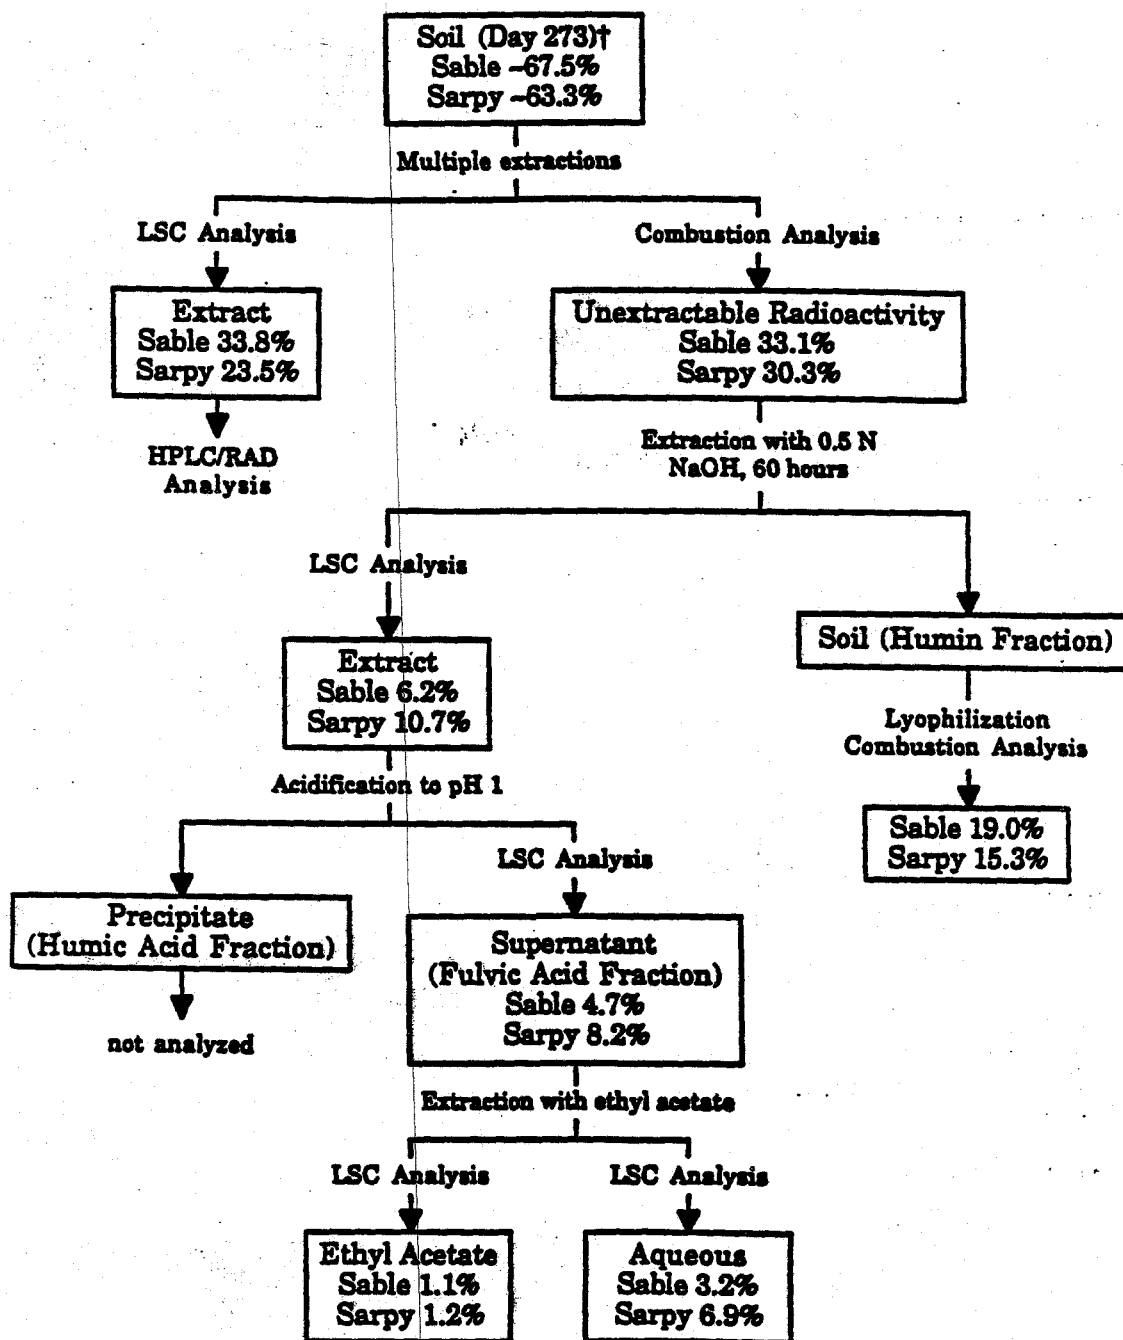 Soil (Day 273)†
Sable –67.5%
Sarpy –63.3%
Multiple extractions
LSC Analysis
Combustion Analysis
Extract
Sable 33.8%
Sarpy 23.5%
Unextractable Radioactivity
Sable 33.1%
Sarpy 30.3%
HPLC/RAD
Analysis
Extraction with 0.5 N
NaOH, 60 hours
LSC Analysis
Extract
Sable 6.2%
Sarpy 10.7%
Soil (Humin Fraction)
Lyophilization
Combustion Analysis
Sable 19.0%
Sarpy 15.3%
Acidification to pH 1
LSC Analysis
Precipitate
(Humic Acid Fraction)
not analyzed
Supernatant
(Fulvic Acid Fraction)
Sable 4.7%
Sarpy 8.2%
Extraction with ethyl acetate
LSC Analysis
LSC Analysis
Ethyl Acetate
Sable 1.1%
Sarpy 1.2%
Aqueous
Sable 3.2%
Sarpy 6.9%